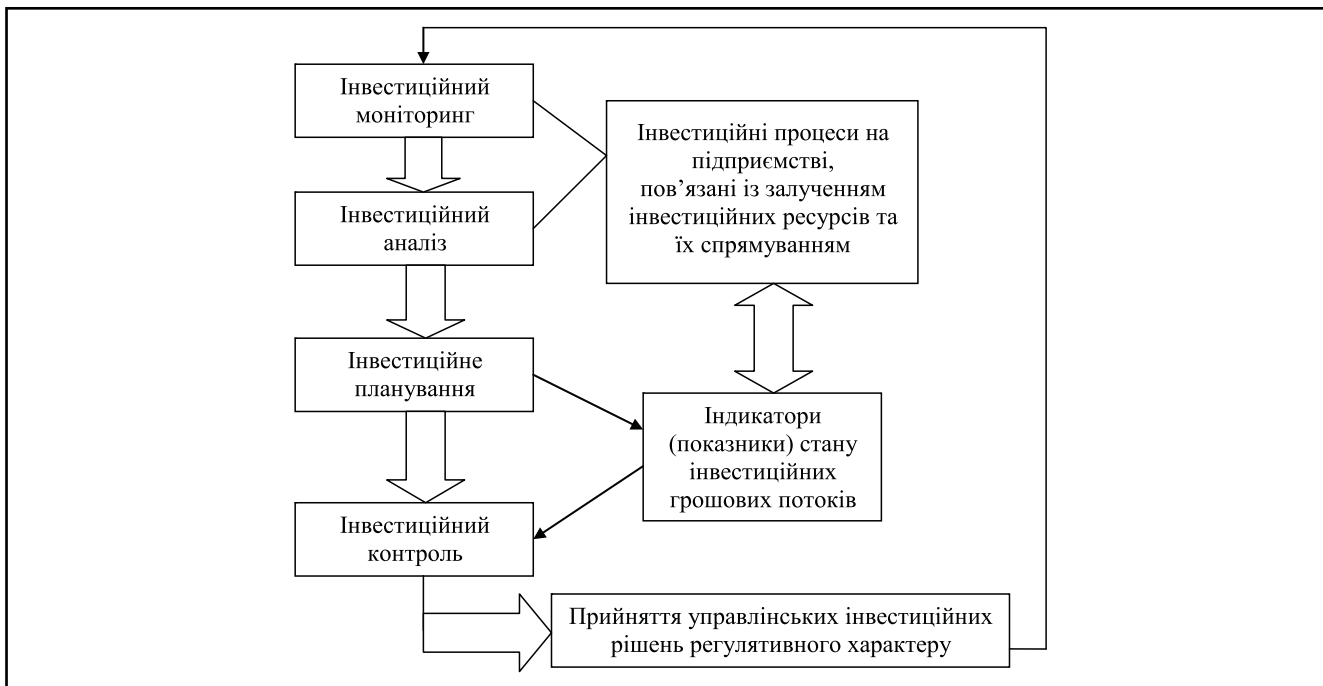 Інвестиційний
моніторинг
Інвестиційні процеси на
підприємстві,
пов’язані із залученням
інвестиційних ресурсів та
їх спрямуванням
Інвестиційний
аналіз
Інвестиційне
планування
Індикатори
(показники) стану
інвестиційних
грошових потоків
Інвестиційний
контроль
Прийняття управлінських інвестиційних
рішень регулятивного характеру